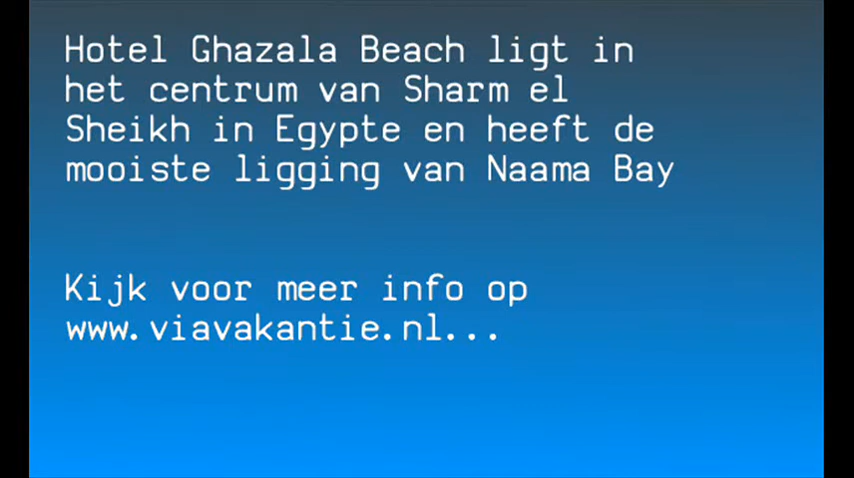 Hotel Ghazala Beach ligt in
het centrum van Sharm el
Sheikh in Egypte en heeft de
mooiste ligging van Naama Bay
Kijk voor meer info op
www.viavakantie.nl...